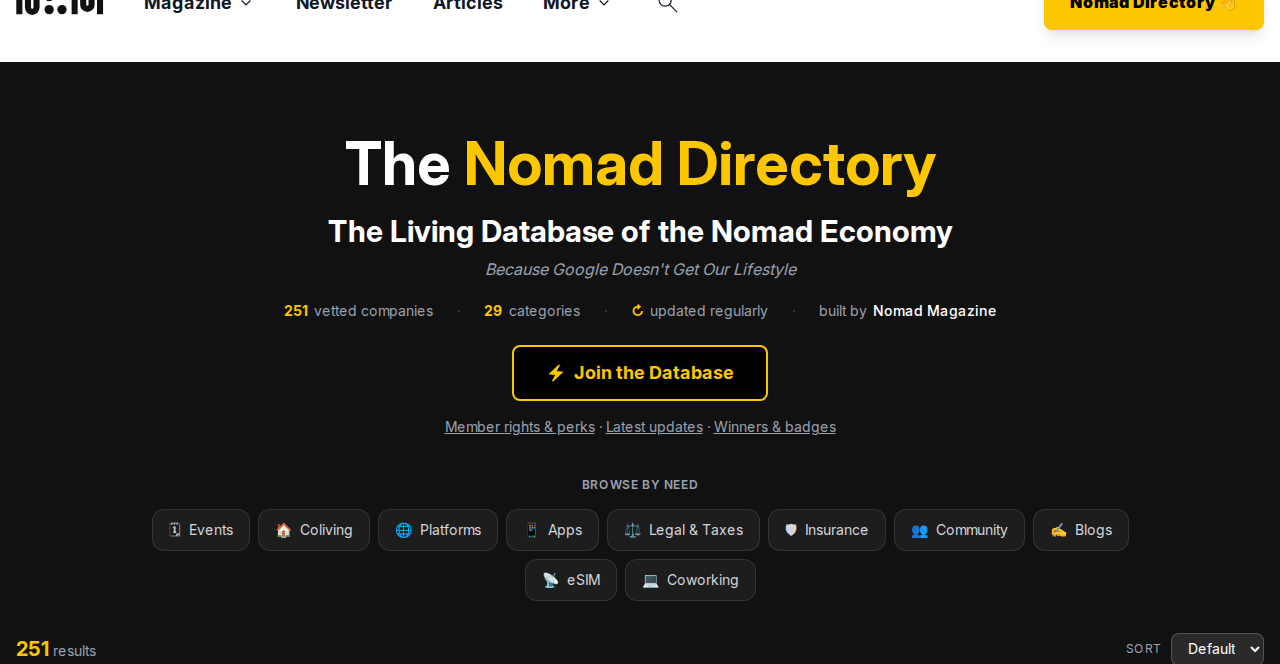 Magazine Newsletter Articles More Nomad Directory 👋
The Nomad Directory
The Living Database of the Nomad Economy
Because Google Doesn't Get Our Lifestyle
251 vetted companies · 29 categories · ↻ updated regularly · built by Nomad Magazine
⚡ Join the Database
Member rights & perks · Latest updates · Winners & badges
BROWSE BY NEED
🗓 Events 🏠 Coliving 🌐 Platforms 📱 Apps ⚖️ Legal & Taxes 🛡 Insurance 👥 Community ✍️ Blogs
📡 eSIM 💻 Coworking
251 results SORT Default